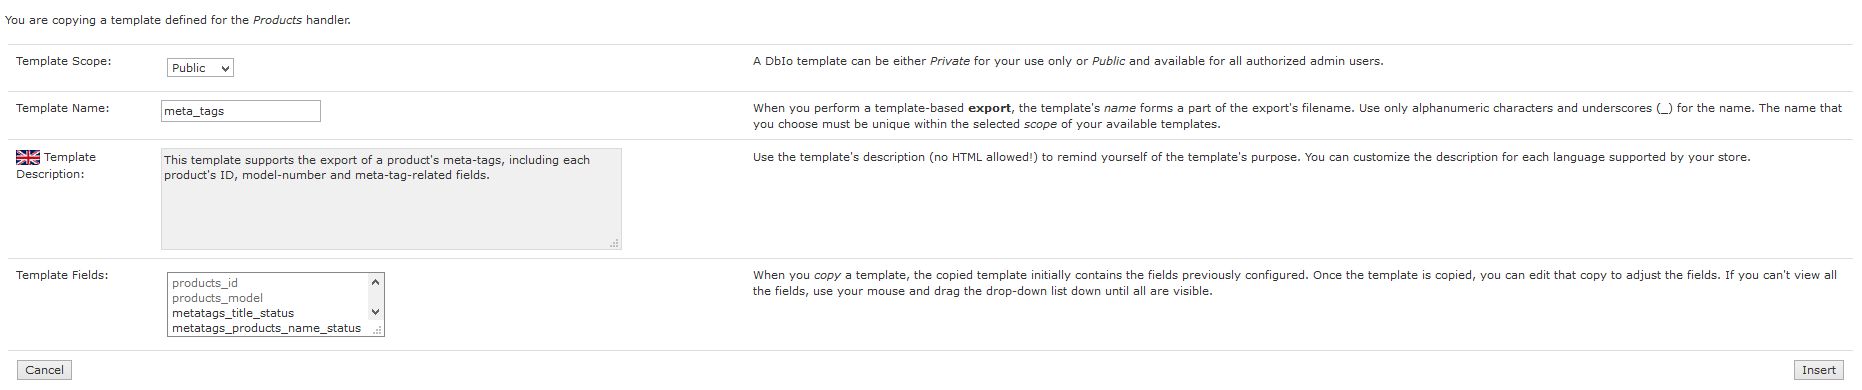 You are copying a template defined for the Products handler.
Template Scope:
Public
A DbIo template can be either Private for your use only or Public and available for all authorized admin users.
Template Name:
meta_tags
When you perform a template-based export, the template's name forms a part of the export's filename. Use only alphanumeric characters and underscores (_) for the name. The name that
you choose must be unique within the selected scope of your available templates.
Template
Description:
This template supports the export of a product's meta-tags, including each
product's ID, model-number and meta-tag-related fields.
Use the template's description (no HTML allowed!) to remind yourself of the template's purpose. You can customize the description for each language supported by your store.
Template Fields:
products_id
products_model
metatags_title_status
metatags_products_name_status
When you copy a template, the copied template initially contains the fields previously configured. Once the template is copied, you can edit that copy to adjust the fields. If you can't view all
the fields, use your mouse and drag the drop-down list down until all are visible.
Cancel
Insert